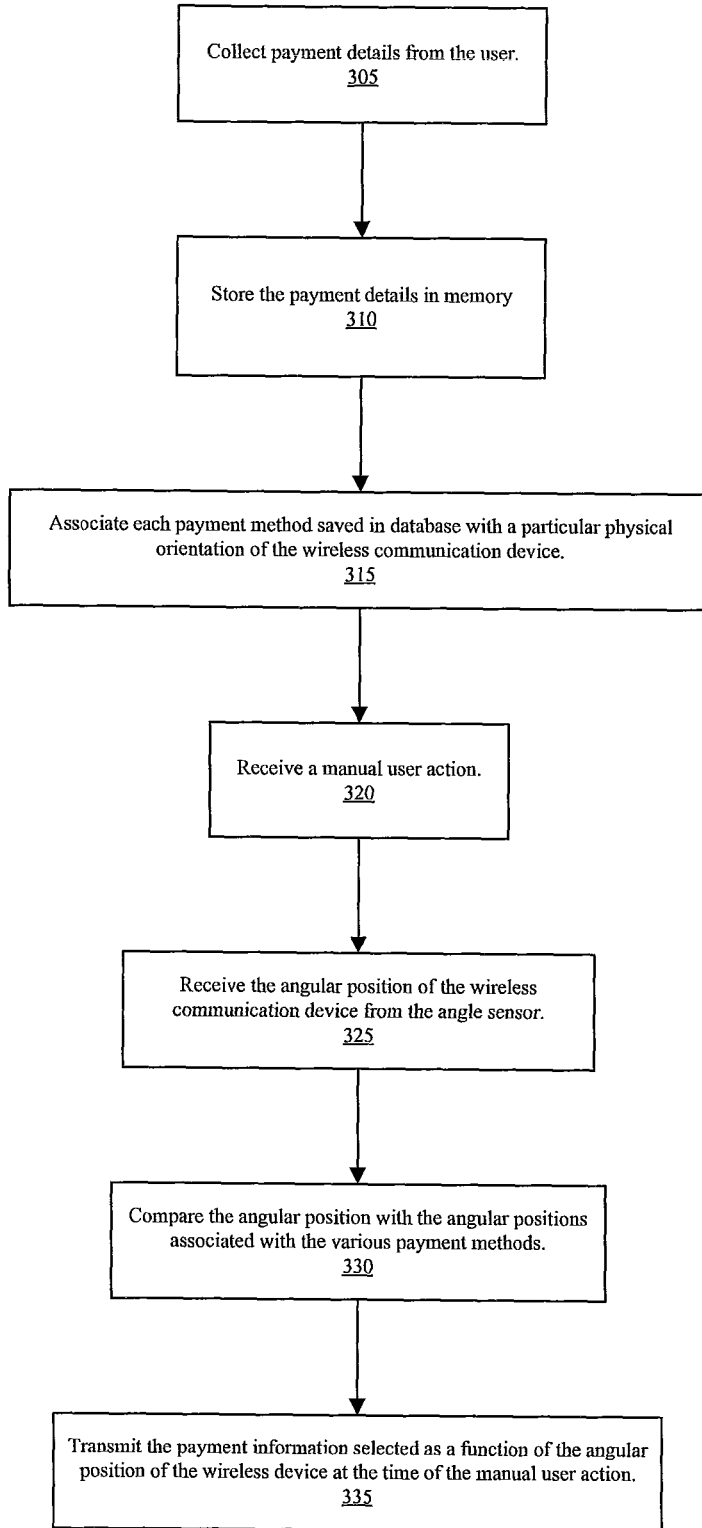 Collect payment details from the user.
305
Store the payment details in memory
310
Associate each payment method saved in database with a particular physical
orientation of the wireless communication device.
315
Receive a manual user action.
320
Receive the angular position of the wireless
communication device from the angle sensor.
325
Compare the angular position with the angular positions
associated with the various payment methods.
330
Transmit the payment information selected as a function of the angular
position of the wireless device at the time of the manual user action.
335